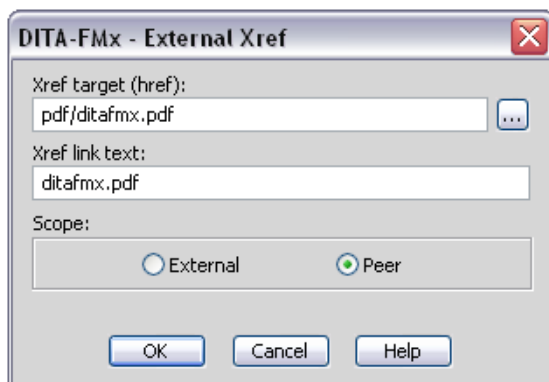 DITA-FMx - External Xref
Xref target (href):
pdf/ditafmx.pdf
...
Xref link text:
ditafmx.pdf
Scope:
External Peer
OK Cancel Help